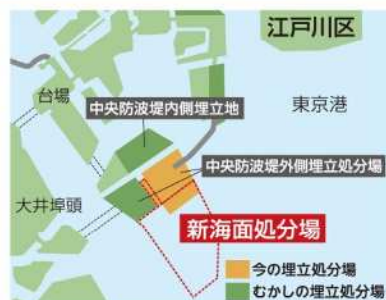 江戸川区
台場
中央防波堤内側埋立地
東京港
中央防波堤外側埋立処分場
大井埠頭
新海面処分場
今の埋立処分場
むかしの埋立処分場